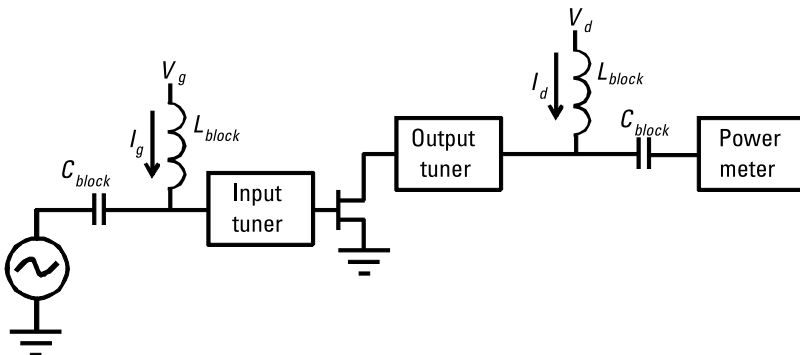 V_g
I_g
L_block
C_block
Input
tuner
Output
tuner
V_d
I_d
L_block
C_block
Power
meter